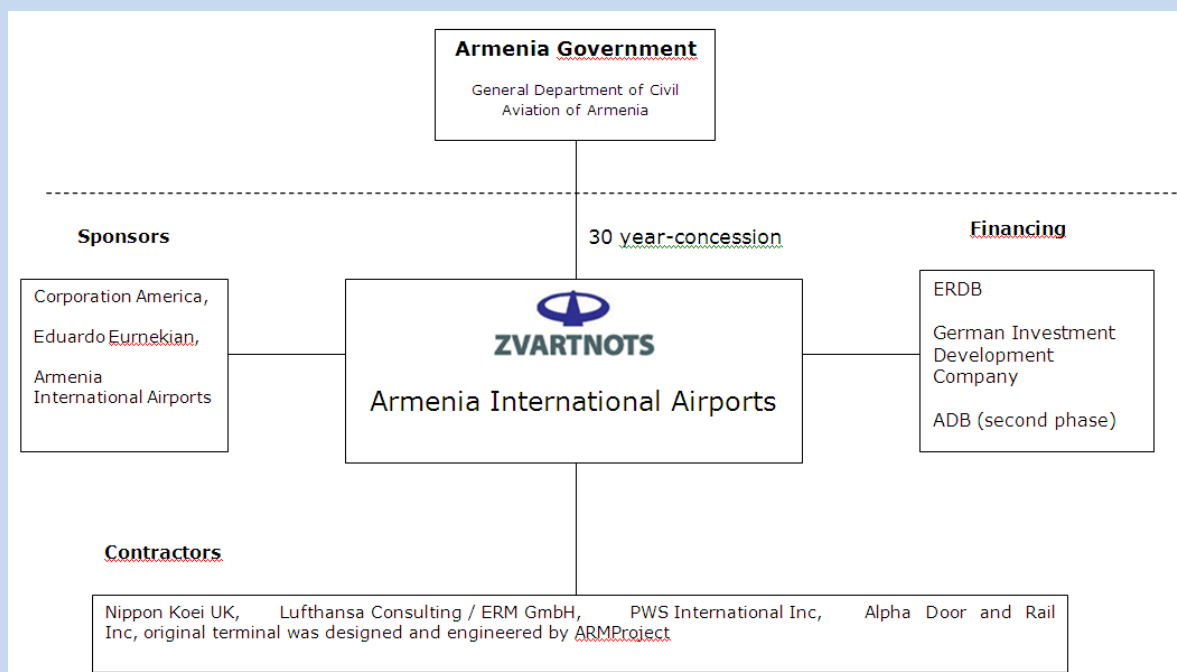 Armenia Government
General Department of Civil
Aviation of Armenia
Sponsors
30 year-concession
Financing
Corporation America,
Eduardo Eurnekian,
Armenia
International Airports
ZVARTNOTS
Armenia International Airports
ERDB
German Investment
Development
Company
ADB (second phase)
Contractors
Nippon Koei UK, Lufthansa Consulting / ERM GmbH, PWS International Inc, Alpha Door and Rail
Inc, original terminal was designed and engineered by ARMProject